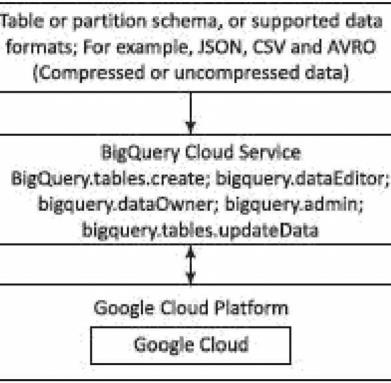 Table or partition schema, or supported data
formats; For example, JSON, CSV and AVRO
(Compressed or uncompressed data)
BigQuery Cloud Service
BigQuery.tables.create; bigquery.dataEditor;
bigquery.dataOwner; bigquery.admin;
bigquery.tables.updateData
Google Cloud Platform
Google Cloud